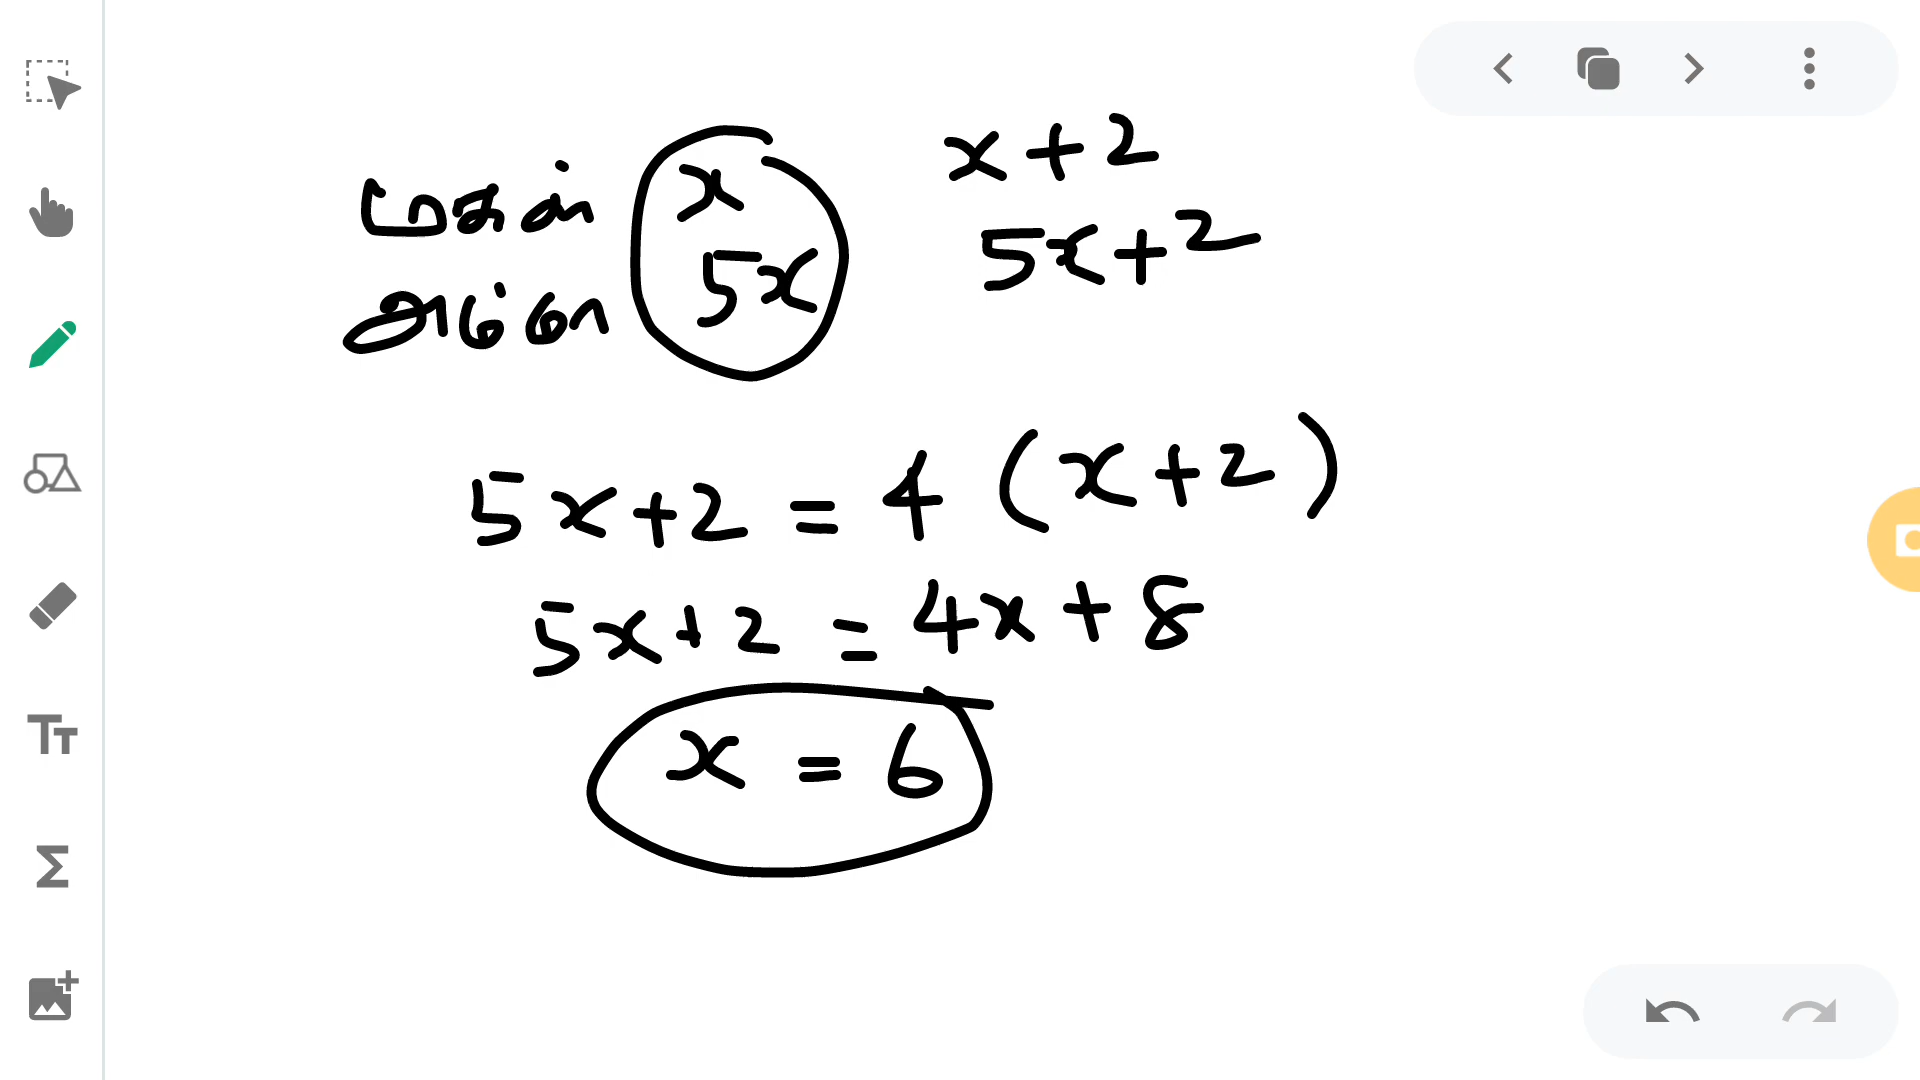 மகன் x x+2
அப்பா 5x 5x+2
5x+2 = 4 (x+2)
5x+2 = 4x+8
x = 6